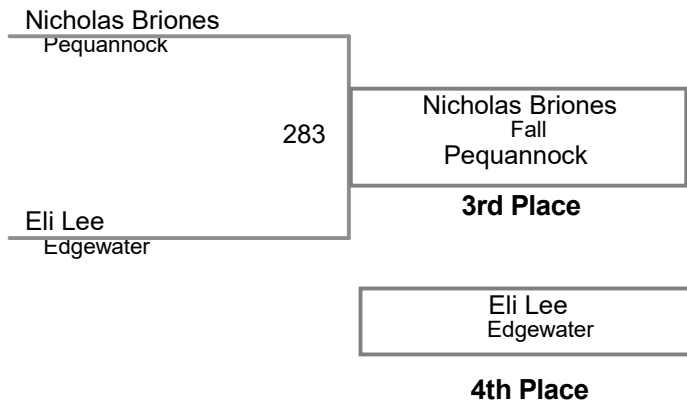 Nicholas Briones
Pequannock
283
Nicholas Briones
Fall
Pequannock
3rd Place
Eli Lee
Edgewater
Eli Lee
Edgewater
4th Place